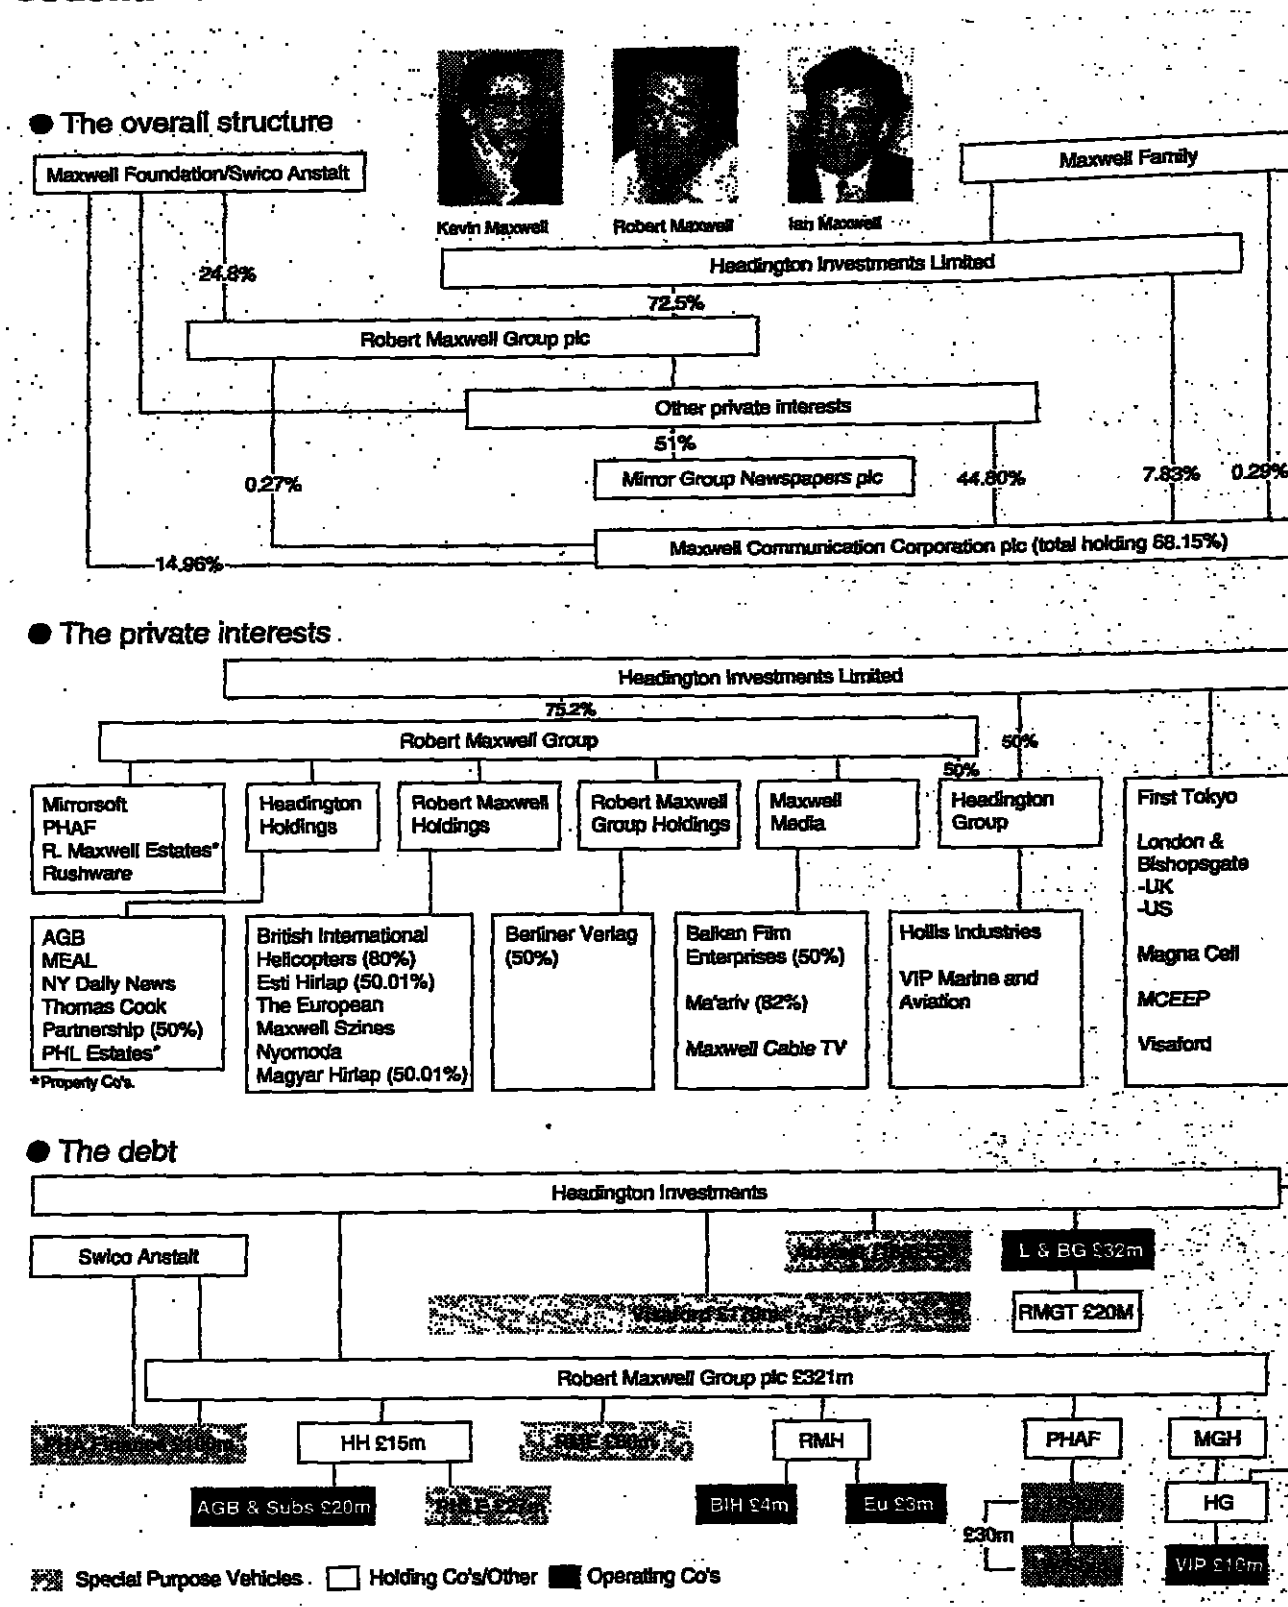 ● The overall structure
Maxwell Foundation/Swico Anstalt
Maxwell Family
Kevin Maxwell
Robert Maxwell
Ian Maxwell
Headington Investments Limited
24.8%
72.5%
Robert Maxwell Group plc
Other private interests
51%
0.27%
Mirror Group Newspapers plc
44.80%
7.83%
0.29%
Maxwell Communication Corporation plc (total holding 68.15%)
14.96%
● The private interests
Headington Investments Limited
75.2%
Robert Maxwell Group
50%
50%
Mirrorsoft
PHAF
R. Maxwell Estates*
Rushware
Headington
Holdings
Robert Maxwell
Holdings
Robert Maxwell
Group Holdings
Maxwell
Media
Headington
Group
First Tokyo
London &
Bishopsgate
-UK
-US
Magna Cell
MCEEP
Visaford
AGB
MEAL
NY Daily News
Thomas Cook
Partnership (50%)
PHL Estates*
*Property Co's.
British International
Helicopters (80%)
Esti Hirlap (50.01%)
The European
Maxwell Szines
Nyomoda
Magyar Hirlap (50.01%)
Berliner Verlag
(50%)
Balkan Film
Enterprises (50%)
Ma'ariv (82%)
Maxwell Cable TV
Hollis Industries
VIP Marine and
Aviation
● The debt
Headington Investments
Swico Anstalt
L & BG £32m
Visaford
RMGT £20M
Robert Maxwell Group plc £321m
HH £15m
RMH
PHAF
MGH
AGB & Subs £20m
BIH £4m
Eu £3m
HG
£30m
VIP £10m
Special Purpose Vehicles
Holding Co's/Other
Operating Co's